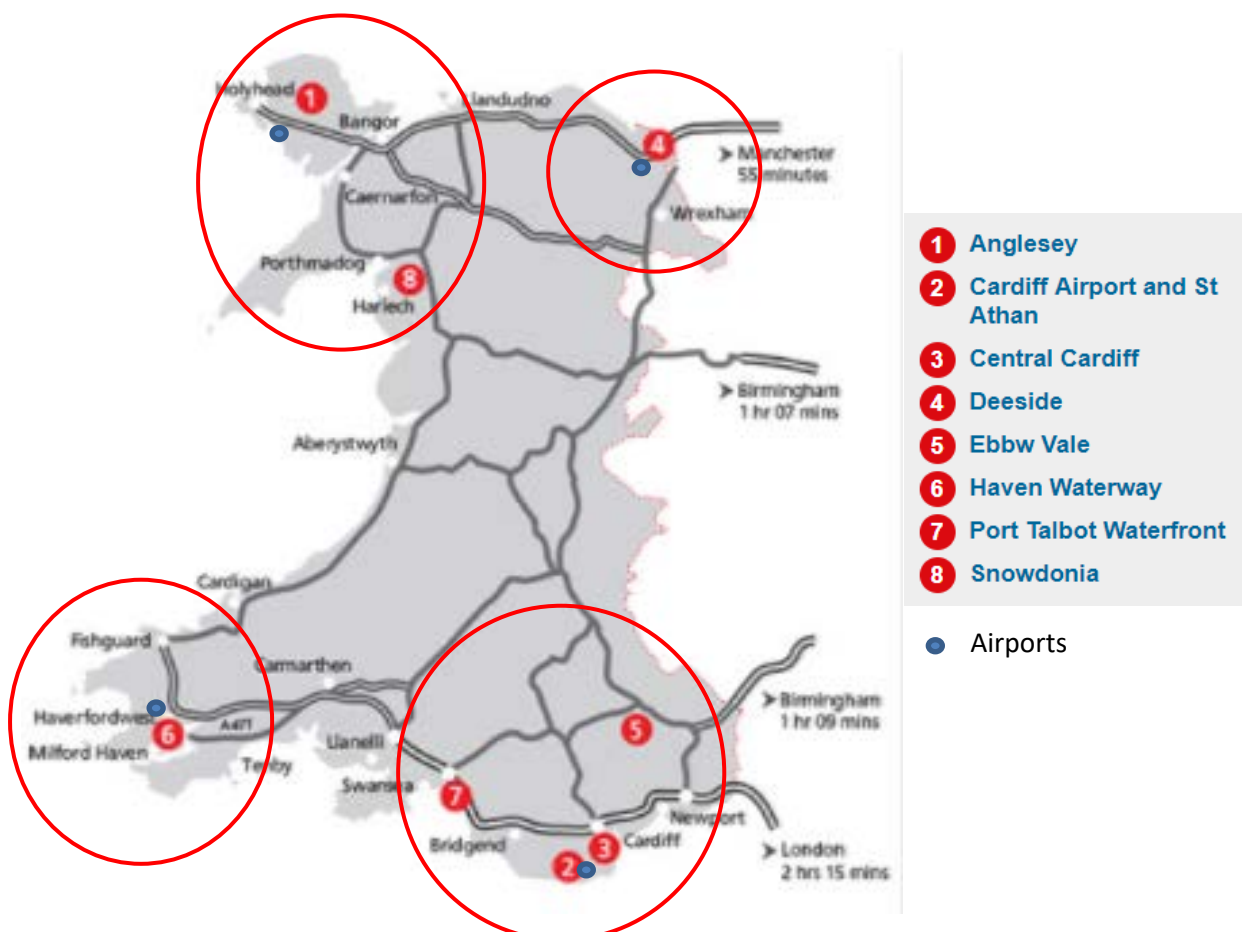 Holyhead
1
Llandudno
Bangor
4
Manchester
55 minutes
Caernarfon
Wrexham
Porthmadog
8
Harlech
Birmingham
1 hr 07 mins
Aberystwyth
Cardigan
Fishguard
Carmarthen
Haverfordwest
A477
6
Milford Haven
Llanelli
Tenby
Swansea
5
Birmingham
1 hr 09 mins
7
Newport
Bridgend
Cardiff
3
2
London
2 hrs 15 mins
1 Anglesey
2 Cardiff Airport and St
Athan
3 Central Cardiff
4 Deeside
5 Ebbw Vale
6 Haven Waterway
7 Port Talbot Waterfront
8 Snowdonia
Airports